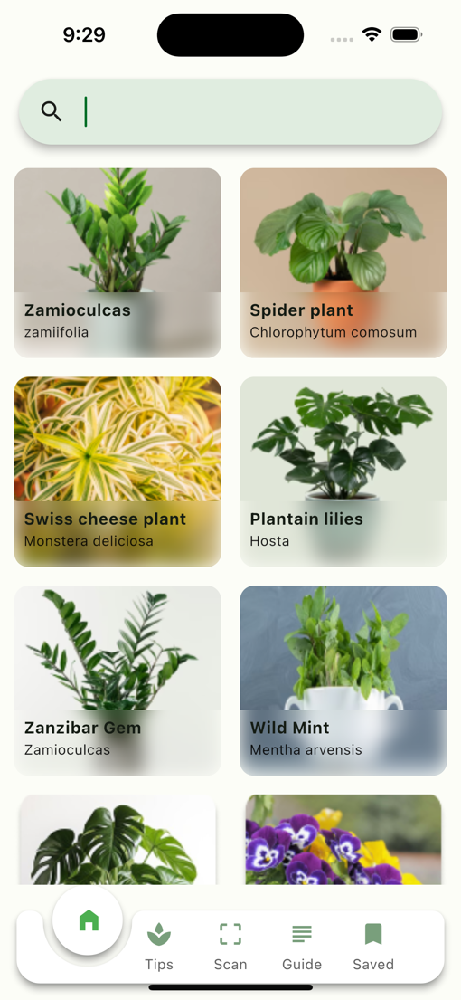 9:29
Zamioculcas
zamiifolia
Spider plant
Chlorophytum comosum
Swiss cheese plant
Monstera deliciosa
Plantain lilies
Hosta
Zanzibar Gem
Zamioculcas
Wild Mint
Mentha arvensis
Tips
Scan
Guide
Saved